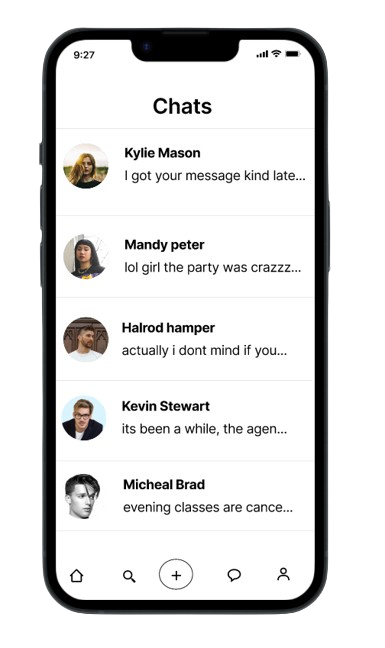 9:27
Chats
Kylie Mason
I got your message kind late...
Mandy peter
lol girl the party was crazzz...
Halrod hamper
actually i dont mind if you...
Kevin Stewart
its been a while, the agen...
Micheal Brad
evening classes are cance...